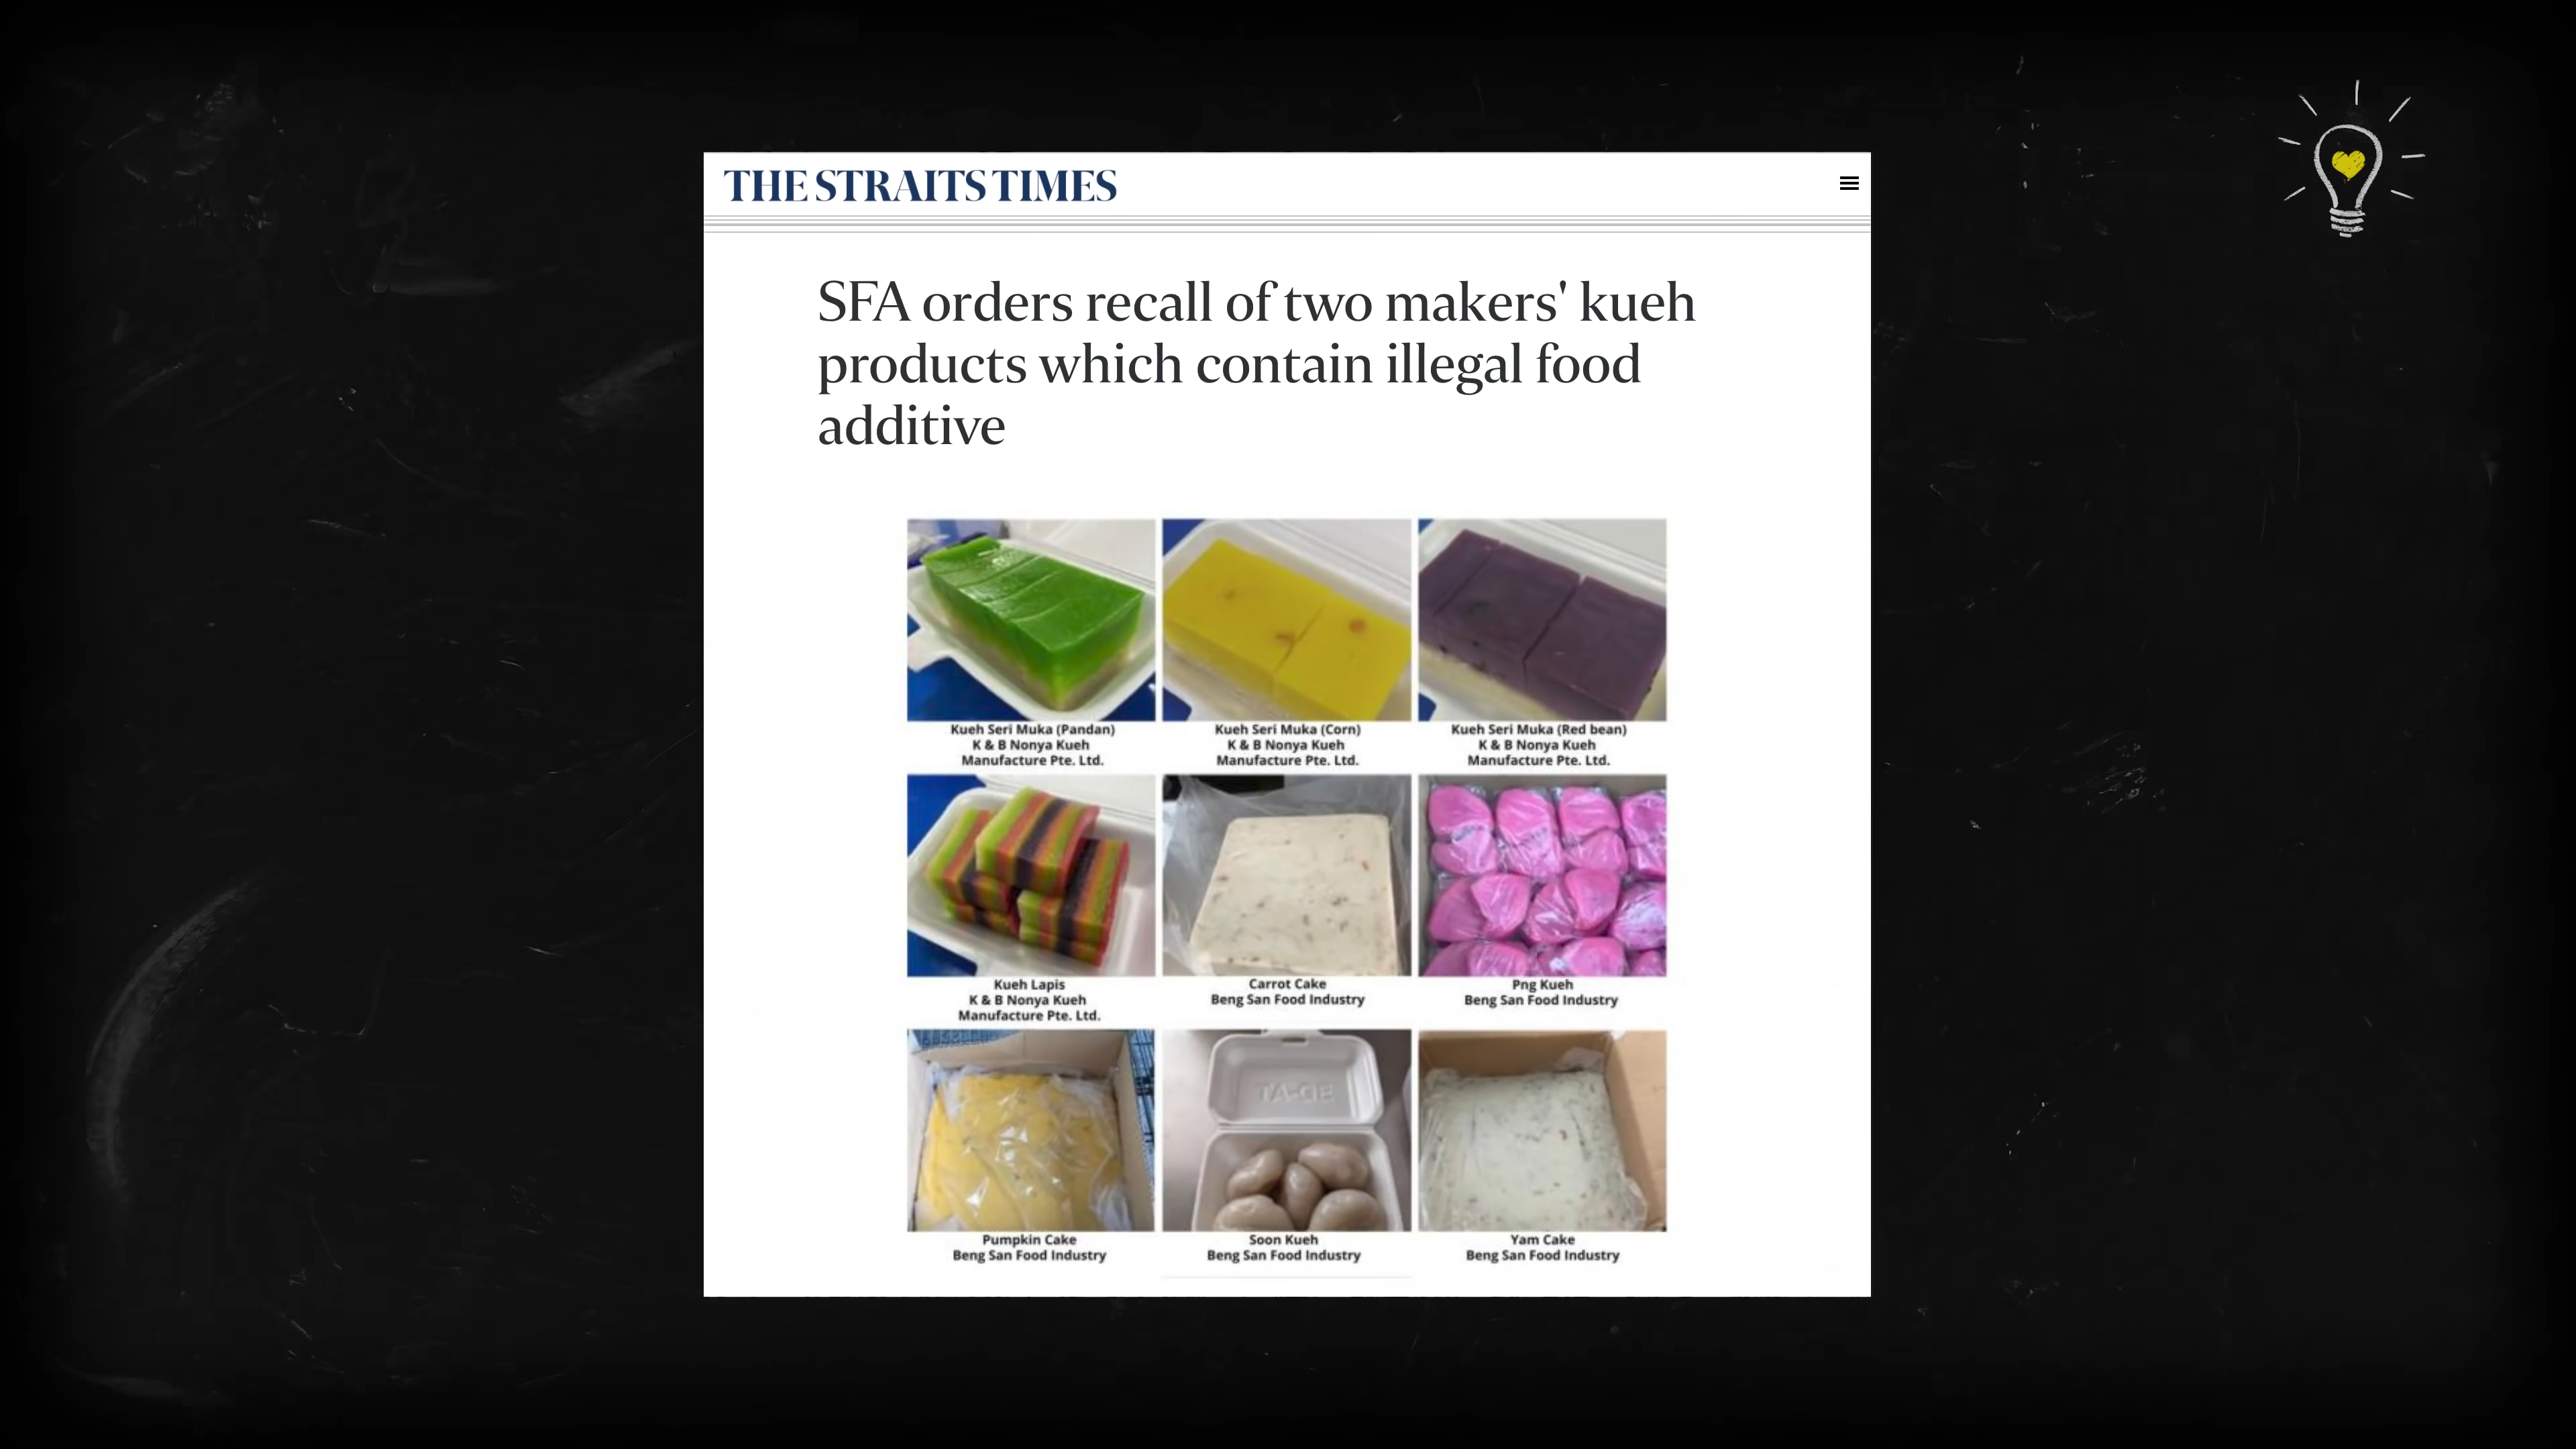 THE STRAITS TIMES
SFA orders recall of two makers' kueh
products which contain illegal food
additive
Kueh Seri Muka (Pandan)
K & B Nonya Kueh
Manufacture Pte. Ltd.
Kueh Seri Muka (Corn)
K & B Nonya Kueh
Manufacture Pte. Ltd.
Kueh Seri Muka (Red bean)
K & B Nonya Kueh
Manufacture Pte. Ltd.
Kueh Lapis
K & B Nonya Kueh
Manufacture Pte. Ltd.
Carrot Cake
Beng San Food Industry
Png Kueh
Beng San Food Industry
TA-GE
Pumpkin Cake
Beng San Food Industry
Soon Kueh
Beng San Food Industry
Yam Cake
Beng San Food Industry